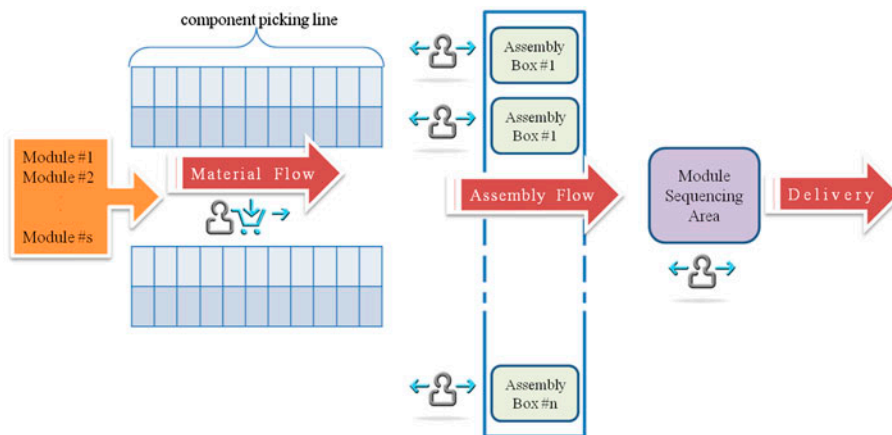 component picking line
Module #1
Module #2
Module #s
Material Flow
Assembly
Box #1
Assembly
Box #1
Assembly Flow
Assembly
Box #n
Module
Sequencing
Area
Delivery